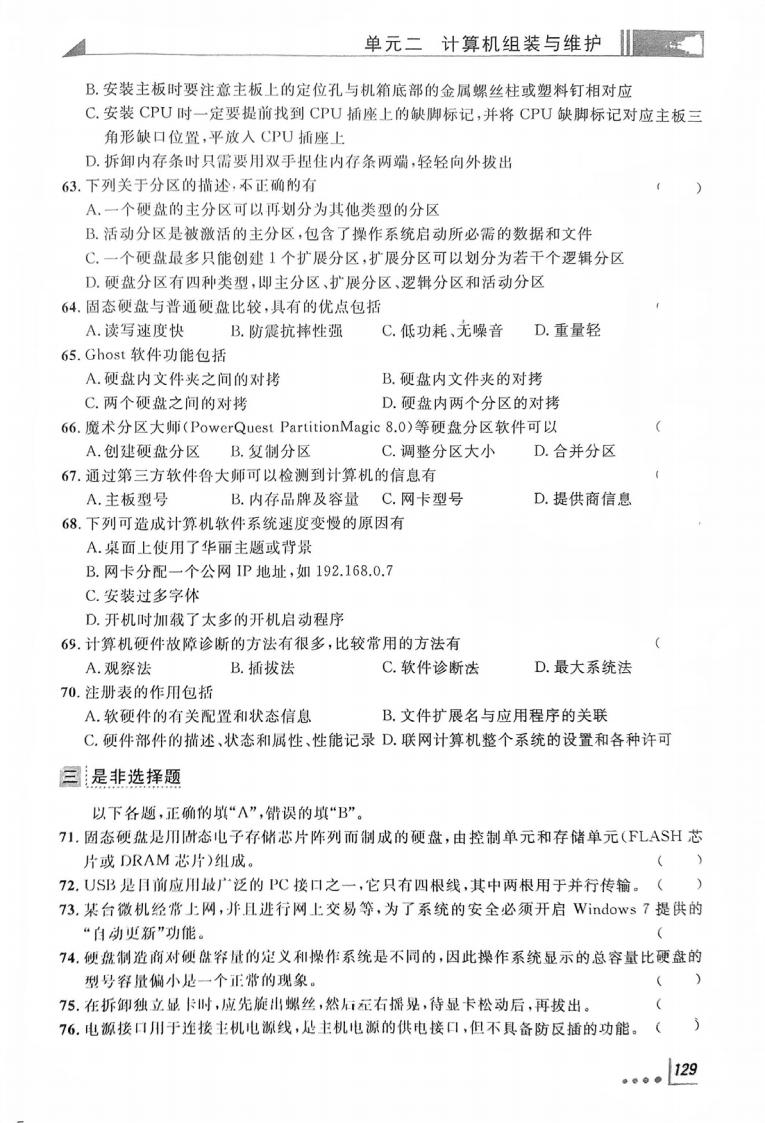 单元二 计算机组装与维护
B. 安装主板时要注意主板上的定位孔与机箱底部的金属螺丝柱或塑料钉相对应
C. 安装 CPU 时一定要提前找到 CPU 插座上的缺脚标记,并将 CPU 缺脚标记对应主板三
角形缺口位置,平放入 CPU 插座上
D. 拆卸内存条时只需要用双手捏住内存条两端,轻轻向外拔出
63. 下列关于分区的描述,不正确的有 ( )
A. 一个硬盘的主分区可以再划分为其他类型的分区
B. 活动分区是被激活的主分区,包含了操作系统启动所必需的数据和文件
C. 一个硬盘最多只能创建 1 个扩展分区,扩展分区可以划分为若干个逻辑分区
D. 硬盘分区有四种类型,即主分区、扩展分区、逻辑分区和活动分区
64. 固态硬盘与普通硬盘比较,具有的优点包括 (
A. 读写速度快 B. 防震抗摔性强 C. 低功耗、无噪音 D. 重量轻
65. Ghost 软件功能包括
A. 硬盘内文件夹之间的对拷 B. 硬盘内文件夹的对拷
C. 两个硬盘之间的对拷 D. 硬盘内两个分区的对拷
66. 魔术分区大师(PowerQuest PartitionMagic 8.0)等硬盘分区软件可以 (
A. 创建硬盘分区 B. 复制分区 C. 调整分区大小 D. 合并分区
67. 通过第三方软件鲁大师可以检测到计算机的信息有 (
A. 主板型号 B. 内存品牌及容量 C. 网卡型号 D. 提供商信息
68. 下列可造成计算机软件系统速度变慢的原因有
A. 桌面上使用了华丽主题或背景
B. 网卡分配一个公网 IP 地址,如 192.168.0.7
C. 安装过多字体
D. 开机时加载了太多的开机启动程序
69. 计算机硬件故障诊断的方法有很多,比较常用的方法有 (
A. 观察法 B. 插拔法 C. 软件诊断法 D. 最大系统法
70. 注册表的作用包括
A. 软硬件的有关配置和状态信息 B. 文件扩展名与应用程序的关联
C. 硬件部件的描述、状态和属性、性能记录 D. 联网计算机整个系统的设置和各种许可
三 是非选择题
以下各题,正确的填“A”,错误的填“B”。
71. 固态硬盘是用固态电子存储芯片阵列而制成的硬盘,由控制单元和存储单元(FLASH 芯
片或 DRAM 芯片)组成。 ( )
72. USB 是目前应用最广泛的 PC 接口之一,它只有四根线,其中两根用于并行传输。 ( )
73. 某台微机经常上网,并且进行网上交易等,为了系统的安全必须开启 Windows 7 提供的
“自动更新”功能。 (
74. 硬盘制造商对硬盘容量的定义和操作系统是不同的,因此操作系统显示的总容量比硬盘的
型号容量偏小是一个正常的现象。 ( )
75. 在拆卸独立显卡时,应先旋出螺丝,然后左右摇晃,待显卡松动后,再拔出。 ( )
76. 电源接口用于连接主机电源线,是主机电源的供电接口,但不具备防反插的功能。 ( )
129